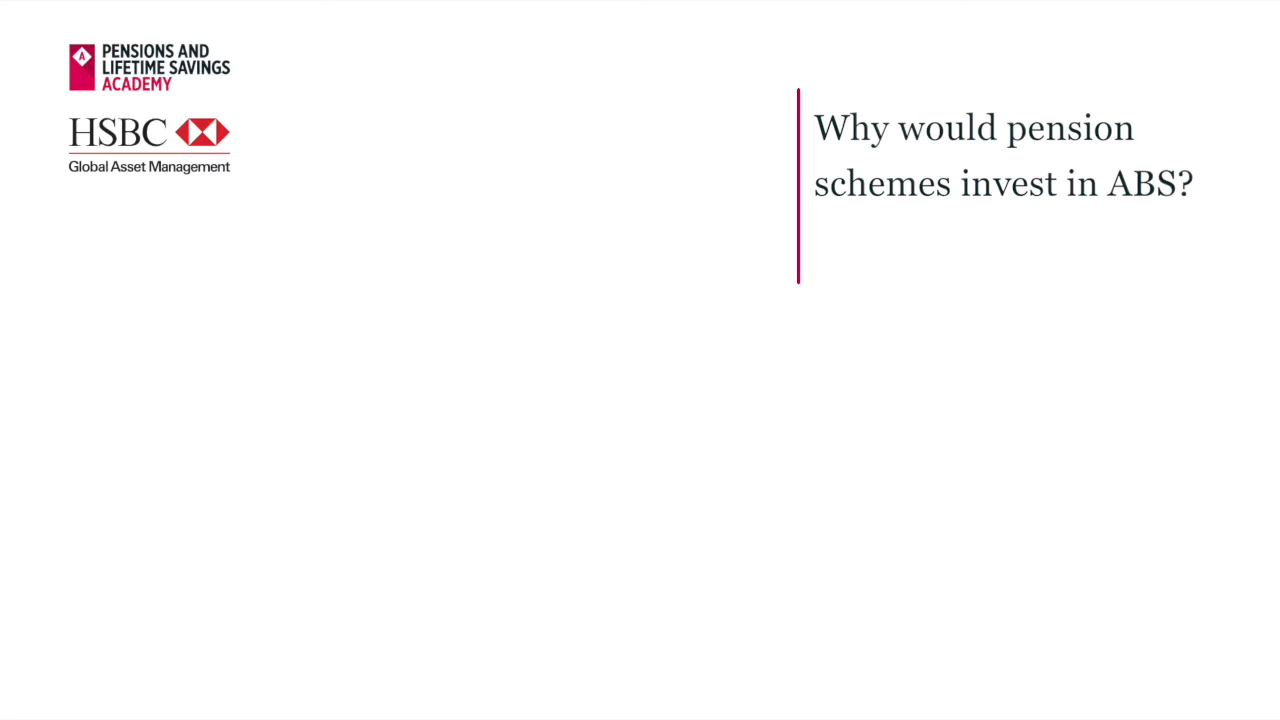 PENSIONS AND
LIFETIME SAVINGS
ACADEMY
HSBC
Global Asset Management
Why would pension
schemes invest in ABS?